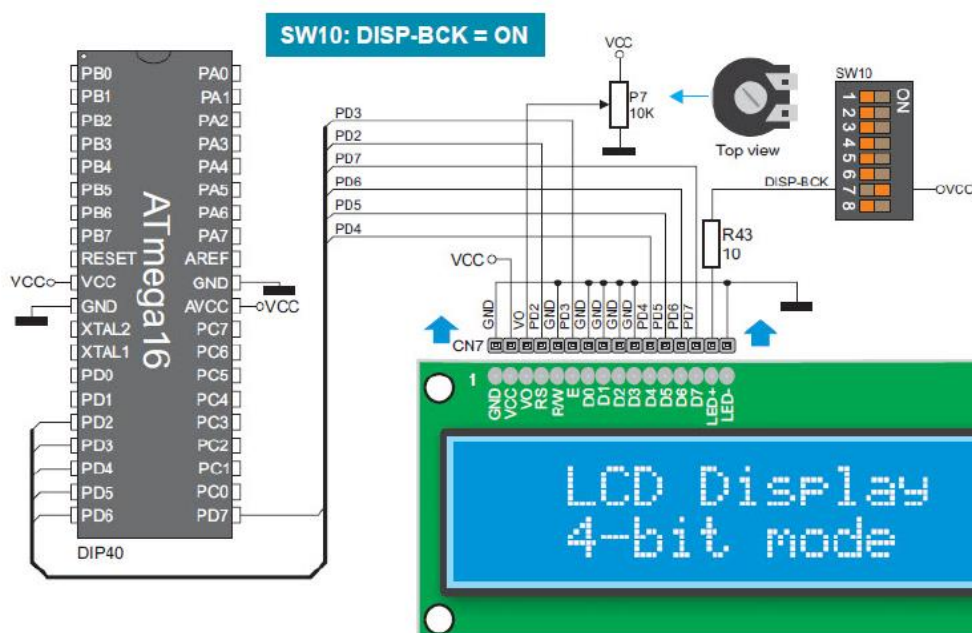 SW10: DISP-BCK = ON
VCC
P7
10K
Top view
SW10
ON
1
2
3
4
5
6
7
8
DISP-BCK
VCC
R43
10
PB0 PA0
PB1 PA1
PB2 PA2
PB3 PA3
PB4 PA4
PB5 PA5
PB6 PA6
PB7 PA7
RESET AREF
VCC VCC GND
GND AVCC VCC
XTAL2 PC7
XTAL1 PC6
PD0 PC5
PD1 PC4
PD2 PC3
PD3 PC2
PD4 PC1
PD5 PC0
PD6 PD7
ATmega16
DIP40
PD3
PD2
PD7
PD6
PD5
PD4
VCC
GND VO PD2 GND PD3 GND GND GND GND PD4 PD5 PD6 PD7
CN7
1
GND VCC VO RS R/W E D0 D1 D2 D3 D4 D5 D6 D7 LED+ LED-
LCD Display
4-bit mode